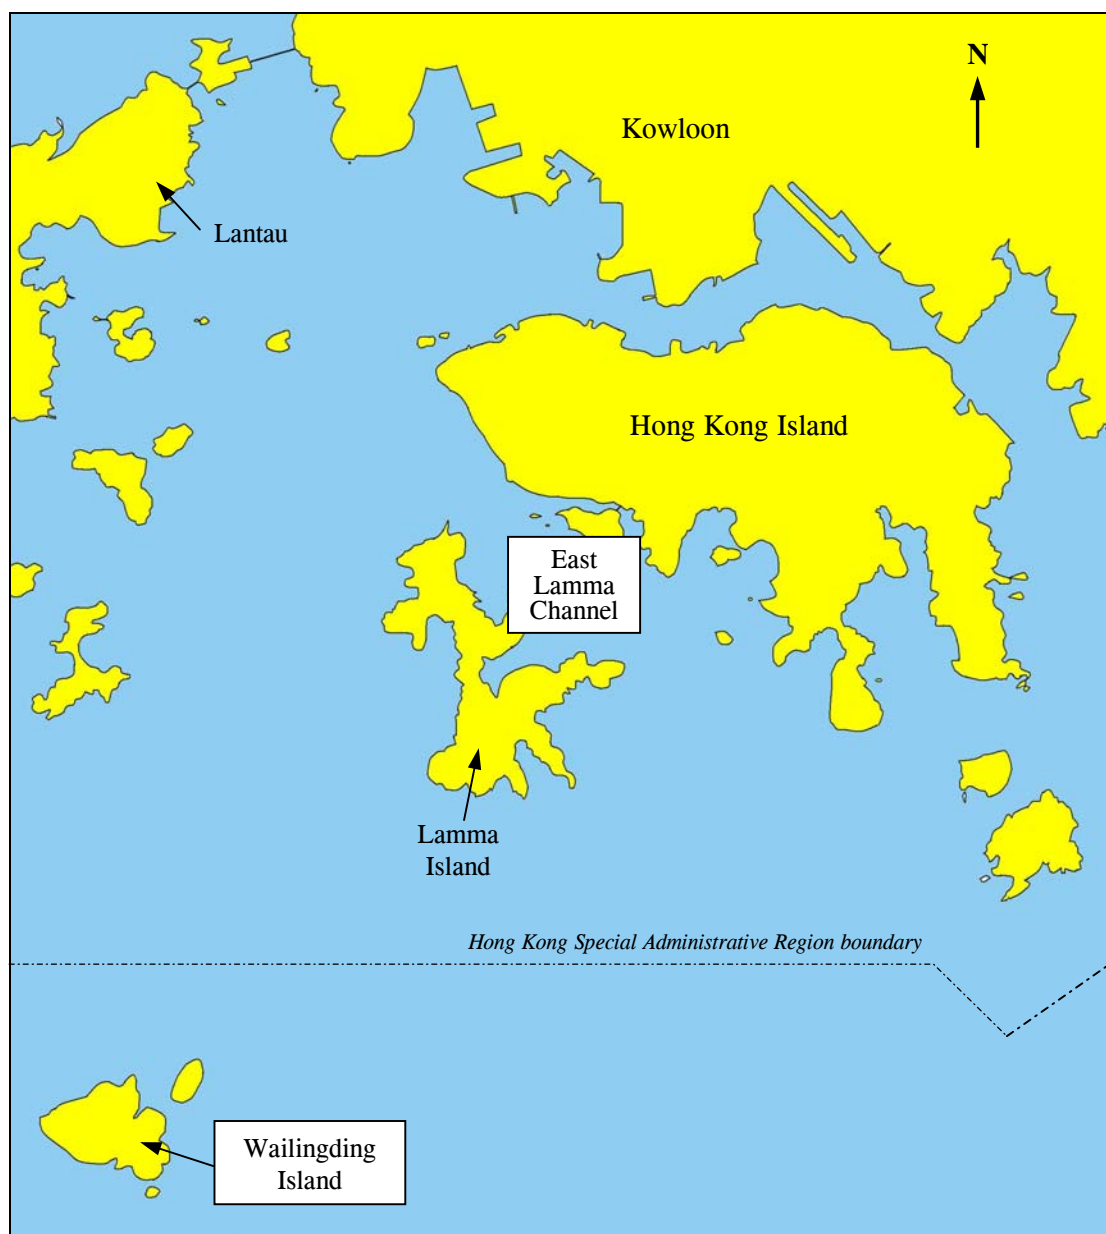 N
Kowloon
Lantau
Hong Kong Island
East
Lamma
Channel
Lamma
Island
Hong Kong Special Administrative Region boundary
Wailingding
Island